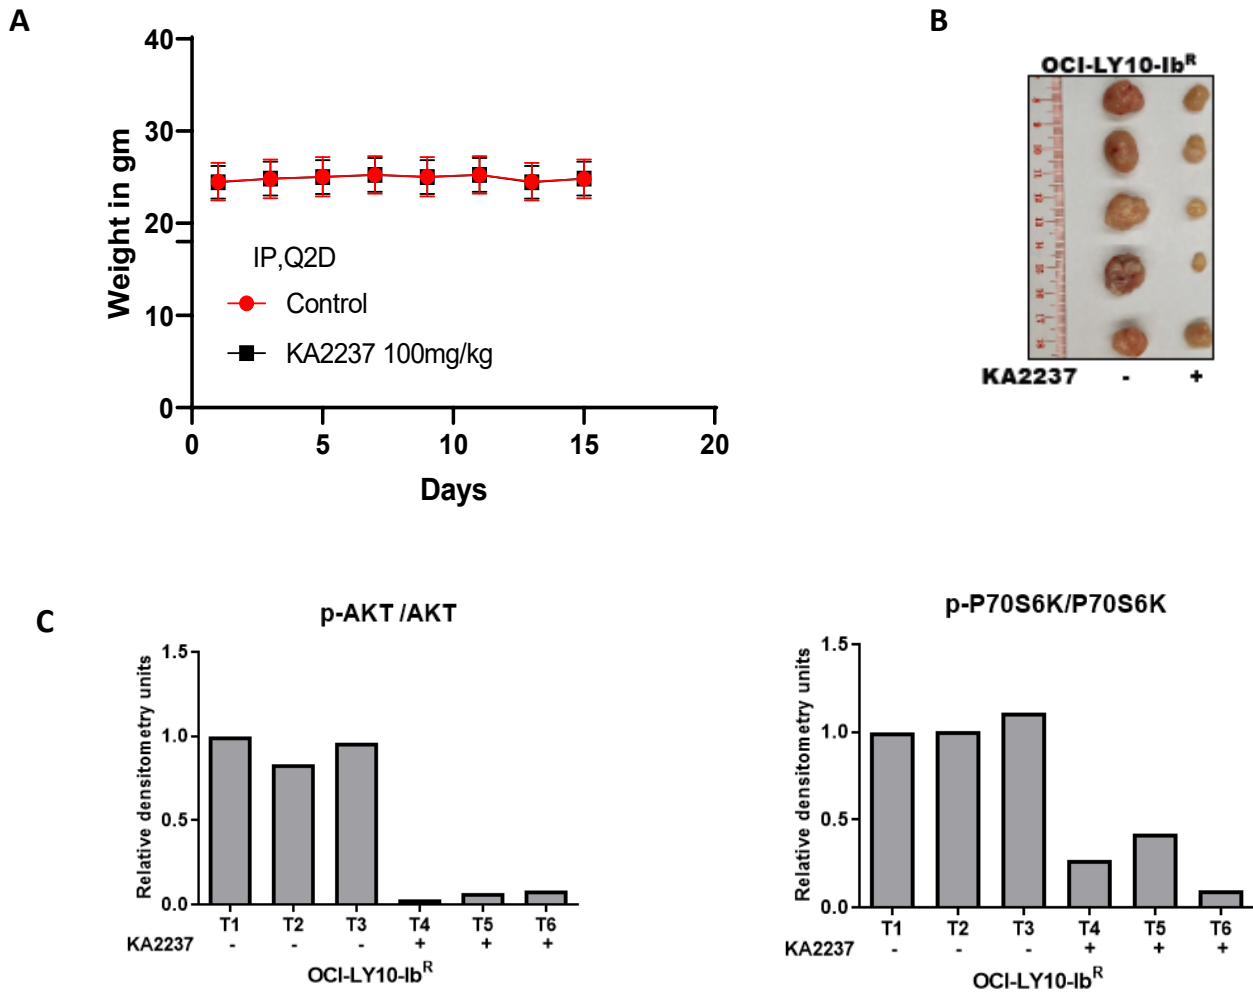 A
40
30
20
10
0
Weight in gm
IP,Q2D
Control
KA2237 100mg/kg
0 5 10 15 20
Days
B
OCI-LY10-Ib^R
KA2237 - +
C
p-AKT /AKT
1.5
1.0
0.5
0.0
Relative densitometry units
T1 T2 T3 T4 T5 T6
KA2237 - - - + + +
OCI-LY10-Ib^R
p-P70S6K/P70S6K
1.5
1.0
0.5
0.0
Relative densitometry units
T1 T2 T3 T4 T5 T6
KA2237 - - - + + +
OCI-LY10-Ib^R